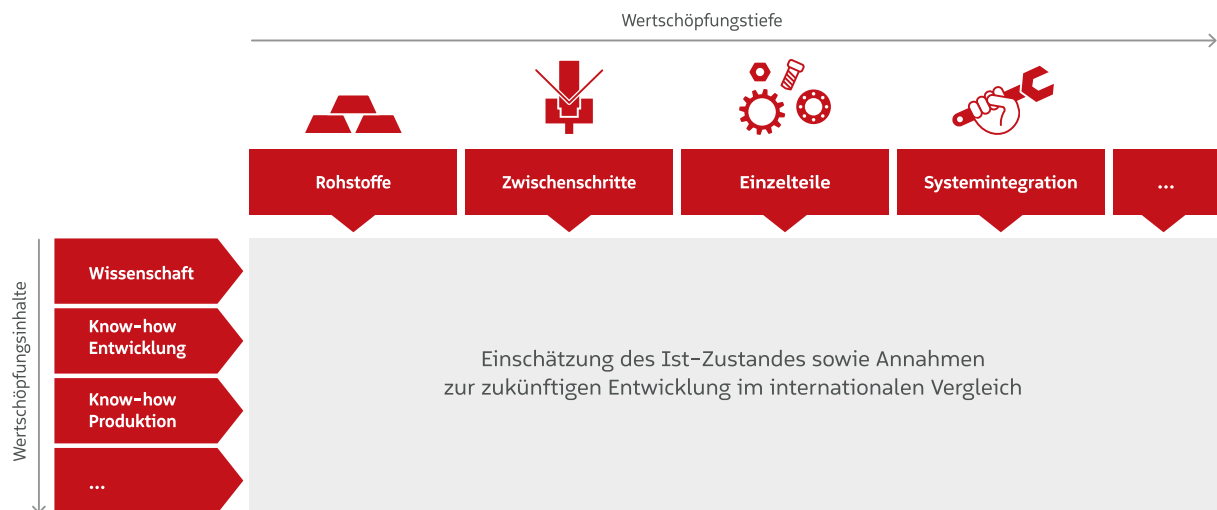 Wertschöpfungstiefe
Rohstoffe
Zwischenschritte
Einzelteile
Systemintegration
...
Wertschöpfungsinhalte
Wissenschaft
Know-how
Entwicklung
Know-how
Produktion
...
Einschätzung des Ist-Zustandes sowie Annahmen
zur zukünftigen Entwicklung im internationalen Vergleich